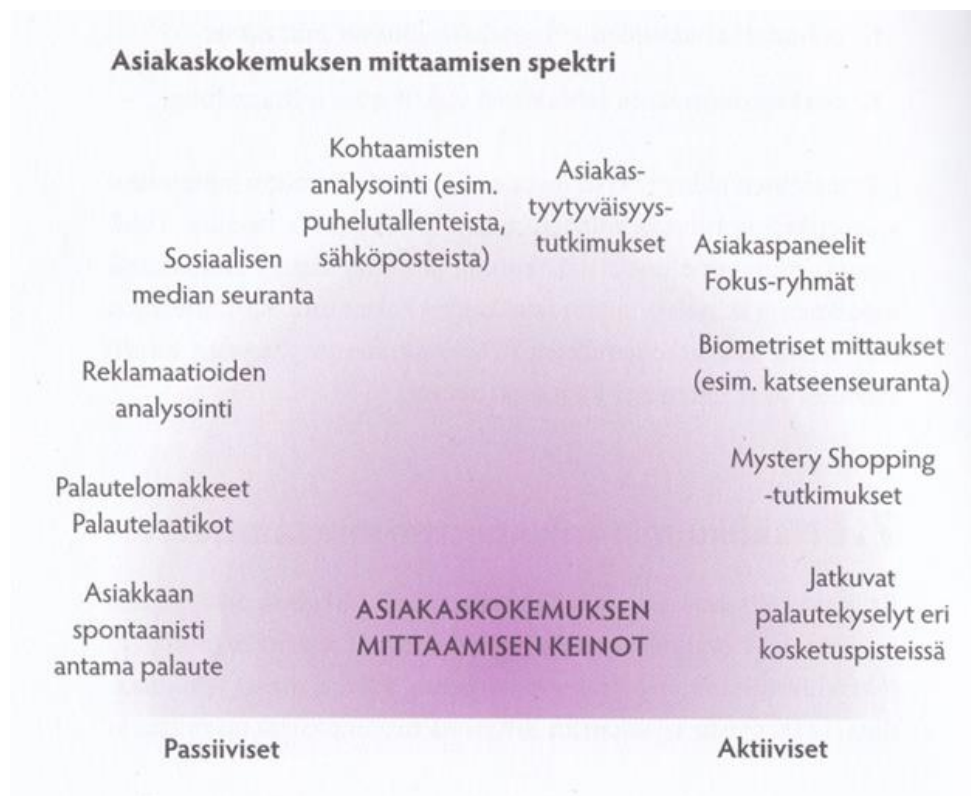 Asiakaskokemuksen mittaamisen spektri
Kohtaamisten
analysointi (esim.
puhelutallenteista,
sähköposteista)
Asiakas-
tyytyväisyys-
tutkimukset
Sosiaalisen
median seuranta
Asiakaspaneelit
Fokus-ryhmät
Reklamaatioiden
analysointi
Biometriset mittaukset
(esim. katseenseuranta)
Palautelomakkeet
Palautelaatikot
Mystery Shopping
-tutkimukset
Asiakkaan
spontaanisti
antama palaute
ASIAKASKOKEMUKSEN
MITTAAMISEN KEINOT
Jatkuvat
palautekyselyt eri
kosketuspisteissä
Passiiviset
Aktiiviset